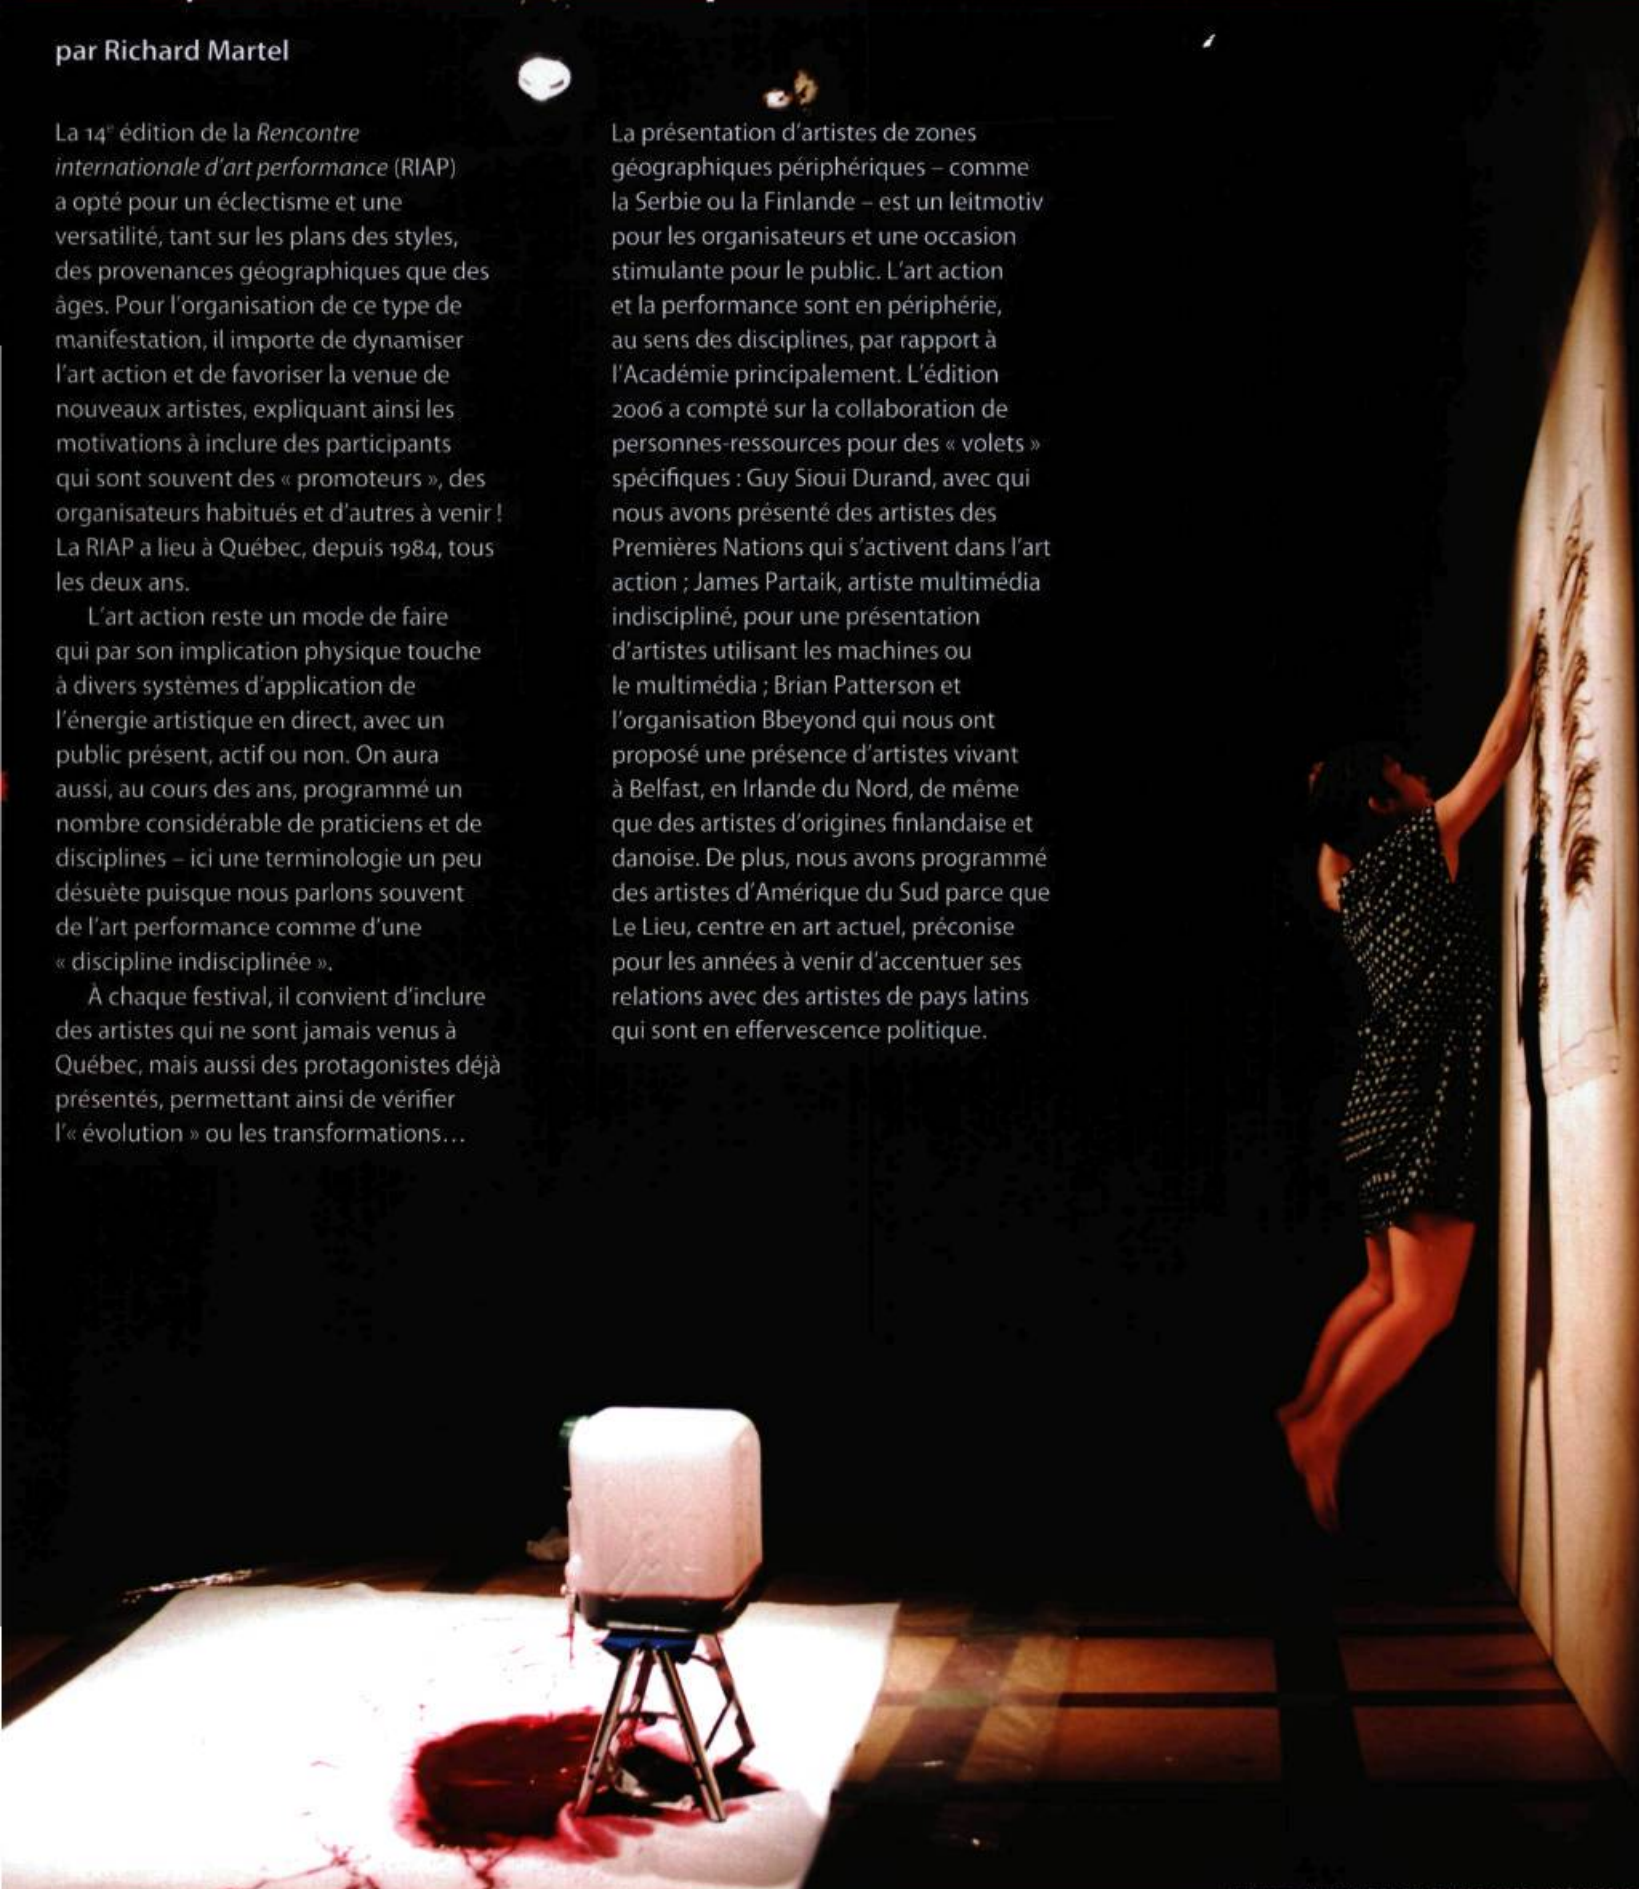 par Richard Martel
La 14e édition de la Rencontre
internationale d'art performance (RIAP)
a opté pour un éclectisme et une
versatilité, tant sur les plans des styles,
des provenances géographiques que des
âges. Pour l'organisation de ce type de
manifestation, il importe de dynamiser
l'art action et de favoriser la venue de
nouveaux artistes, expliquant ainsi les
motivations à inclure des participants
qui sont souvent des « promoteurs », des
organisateurs habitués et d'autres à venir !
La RIAP a lieu à Québec, depuis 1984, tous
les deux ans.
L'art action reste un mode de faire
qui par son implication physique touche
à divers systèmes d'application de
l'énergie artistique en direct, avec un
public présent, actif ou non. On aura
aussi, au cours des ans, programmé un
nombre considérable de praticiens et de
disciplines – ici une terminologie un peu
désuète puisque nous parlons souvent
de l'art performance comme d'une
« discipline indisciplinée ».
À chaque festival, il convient d'inclure
des artistes qui ne sont jamais venus à
Québec, mais aussi des protagonistes déjà
présentés, permettant ainsi de vérifier
l'« évolution » ou les transformations...
La présentation d'artistes de zones
géographiques périphériques – comme
la Serbie ou la Finlande – est un leitmotiv
pour les organisateurs et une occasion
stimulante pour le public. L'art action
et la performance sont en périphérie,
au sens des disciplines, par rapport à
l'Académie principalement. L'édition
2006 a compté sur la collaboration de
personnes-ressources pour des « volets »
spécifiques : Guy Sioui Durand, avec qui
nous avons présenté des artistes des
Premières Nations qui s'activent dans l'art
action ; James Partaik, artiste multimédia
indiscipliné, pour une présentation
d'artistes utilisant les machines ou
le multimédia ; Brian Patterson et
l'organisation Bbeyond qui nous ont
proposé une présence d'artistes vivant
à Belfast, en Irlande du Nord, de même
que des artistes d'origines finlandaise et
danoise. De plus, nous avons programmé
des artistes d'Amérique du Sud parce que
Le Lieu, centre en art actuel, préconise
pour les années à venir d'accentuer ses
relations avec des artistes de pays latins
qui sont en effervescence politique.